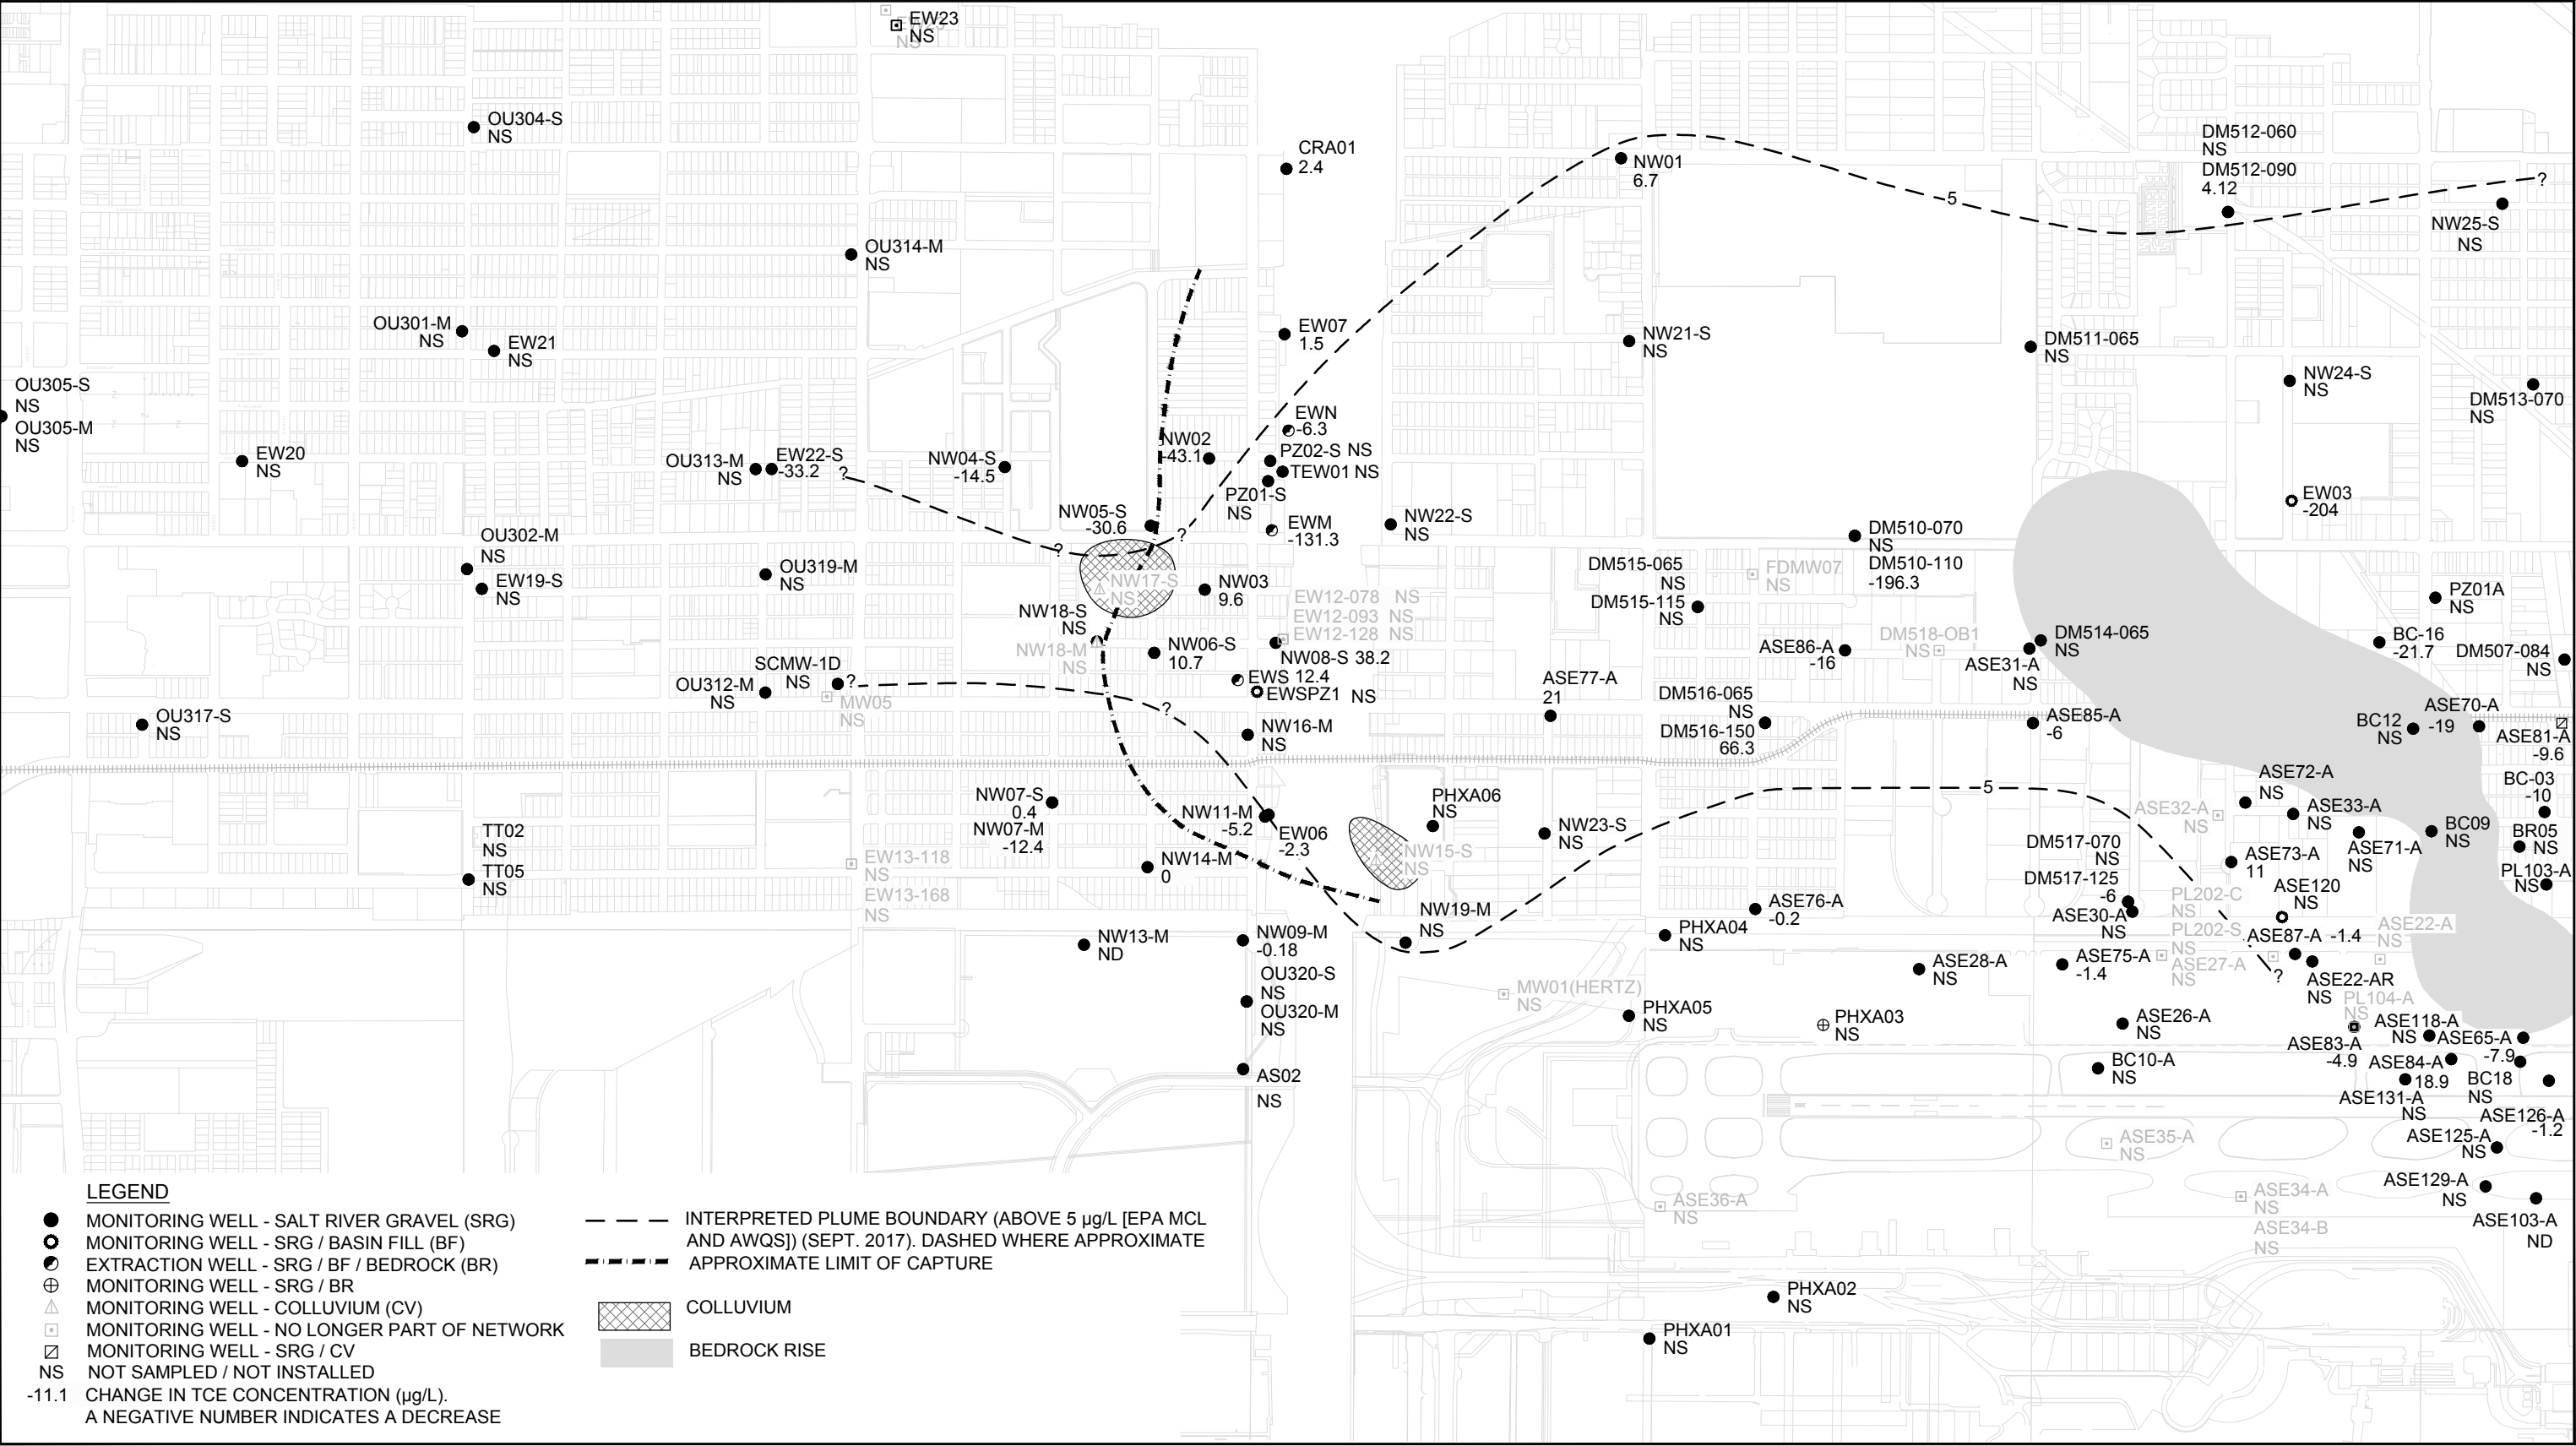 EW23
NS
OU304-S
NS
CRA01
2.4
NW01
6.7
DM512-060
NS
DM512-090
4.12
5
?
NW25-S
NS
OU314-M
NS
OU301-M
NS
EW21
NS
EW07
1.5
NW21-S
NS
DM511-065
NS
NW24-S
NS
DM513-070
NS
OU305-S
NS
OU305-M
NS
EW20
NS
OU313-M
NS
EW22-S
-33.2
?
NW04-S
-14.5
NW02
-43.1
EWN
-6.3
PZ02-S NS
TEW01 NS
PZ01-S
NS
EW03
-204
NW05-S
-30.6
?
?
EWM
-131.3
NW22-S
NS
DM510-070
NS
DM510-110
-196.3
OU302-M
NS
EW19-S
NS
OU319-M
NS
NW17-S
NS
NW03
9.6
EW12-078 NS
EW12-093 NS
EW12-128 NS
DM515-065
NS
DM515-115
NS
FDMW07
NS
PZ01A
NS
NW18-S
NS
NW18-M
NS
NW06-S
10.7
NW08-S 38.2
EWS 12.4
EWSPZ1 NS
ASE86-A
-16
DM518-OB1
NS
DM514-065
NS
ASE31-A
NS
BC-16
-21.7
DM507-084
NS
SCMW-1D
NS
?
OU312-M
NS
MW05
NS
?
ASE77-A
21
DM516-065
NS
DM516-150
66.3
ASE85-A
-6
ASE70-A
-19
BC12
NS
ASE81-A
-9.6
OU317-S
NS
NW16-M
NS
ASE72-A
NS
BC-03
-10
5
NW07-S
0.4
NW07-M
-12.4
NW11-M
-5.2
EW06
-2.3
PHXA06
NS
NW23-S
NS
ASE32-A
NS
ASE33-A
NS
BC09
NS
BR05
NS
TT02
NS
TT05
NS
EW13-118
NS
EW13-168
NS
NW14-M
0
NW15-S
NS
DM517-070
NS
DM517-125
-6
ASE30-A
NS
ASE73-A
11
ASE71-A
NS
PL103-A
NS
ASE120
NS
PL202-C
NS
PL202-S
NS
ASE27-A
NS
NW19-M
NS
ASE76-A
-0.2
PHXA04
NS
ASE87-A -1.4
ASE22-A
NS
NW13-M
ND
NW09-M
-0.18
OU320-S
NS
OU320-M
NS
ASE28-A
NS
ASE75-A
-1.4
?
ASE22-AR
NS
MW01(HERTZ)
NS
PHXA05
NS
PHXA03
NS
ASE26-A
NS
PL104-A
NS
ASE118-A
NS
ASE65-A
-7.9
ASE83-A
-4.9
ASE84-A
18.9
AS02
NS
BC10-A
NS
BC18
NS
ASE131-A
NS
ASE126-A
-1.2
ASE35-A
NS
ASE125-A
NS
ASE36-A
NS
ASE34-A
NS
ASE34-B
NS
ASE129-A
NS
ASE103-A
ND
PHXA02
NS
PHXA01
NS
LEGEND
MONITORING WELL - SALT RIVER GRAVEL (SRG)
MONITORING WELL - SRG / BASIN FILL (BF)
EXTRACTION WELL - SRG / BF / BEDROCK (BR)
MONITORING WELL - SRG / BR
MONITORING WELL - COLLUVIUM (CV)
MONITORING WELL - NO LONGER PART OF NETWORK
MONITORING WELL - SRG / CV
NS NOT SAMPLED / NOT INSTALLED
-11.1 CHANGE IN TCE CONCENTRATION (µg/L).
A NEGATIVE NUMBER INDICATES A DECREASE
INTERPRETED PLUME BOUNDARY (ABOVE 5 µg/L [EPA MCL
AND AWQS]) (SEPT. 2017). DASHED WHERE APPROXIMATE
APPROXIMATE LIMIT OF CAPTURE
COLLUVIUM
BEDROCK RISE